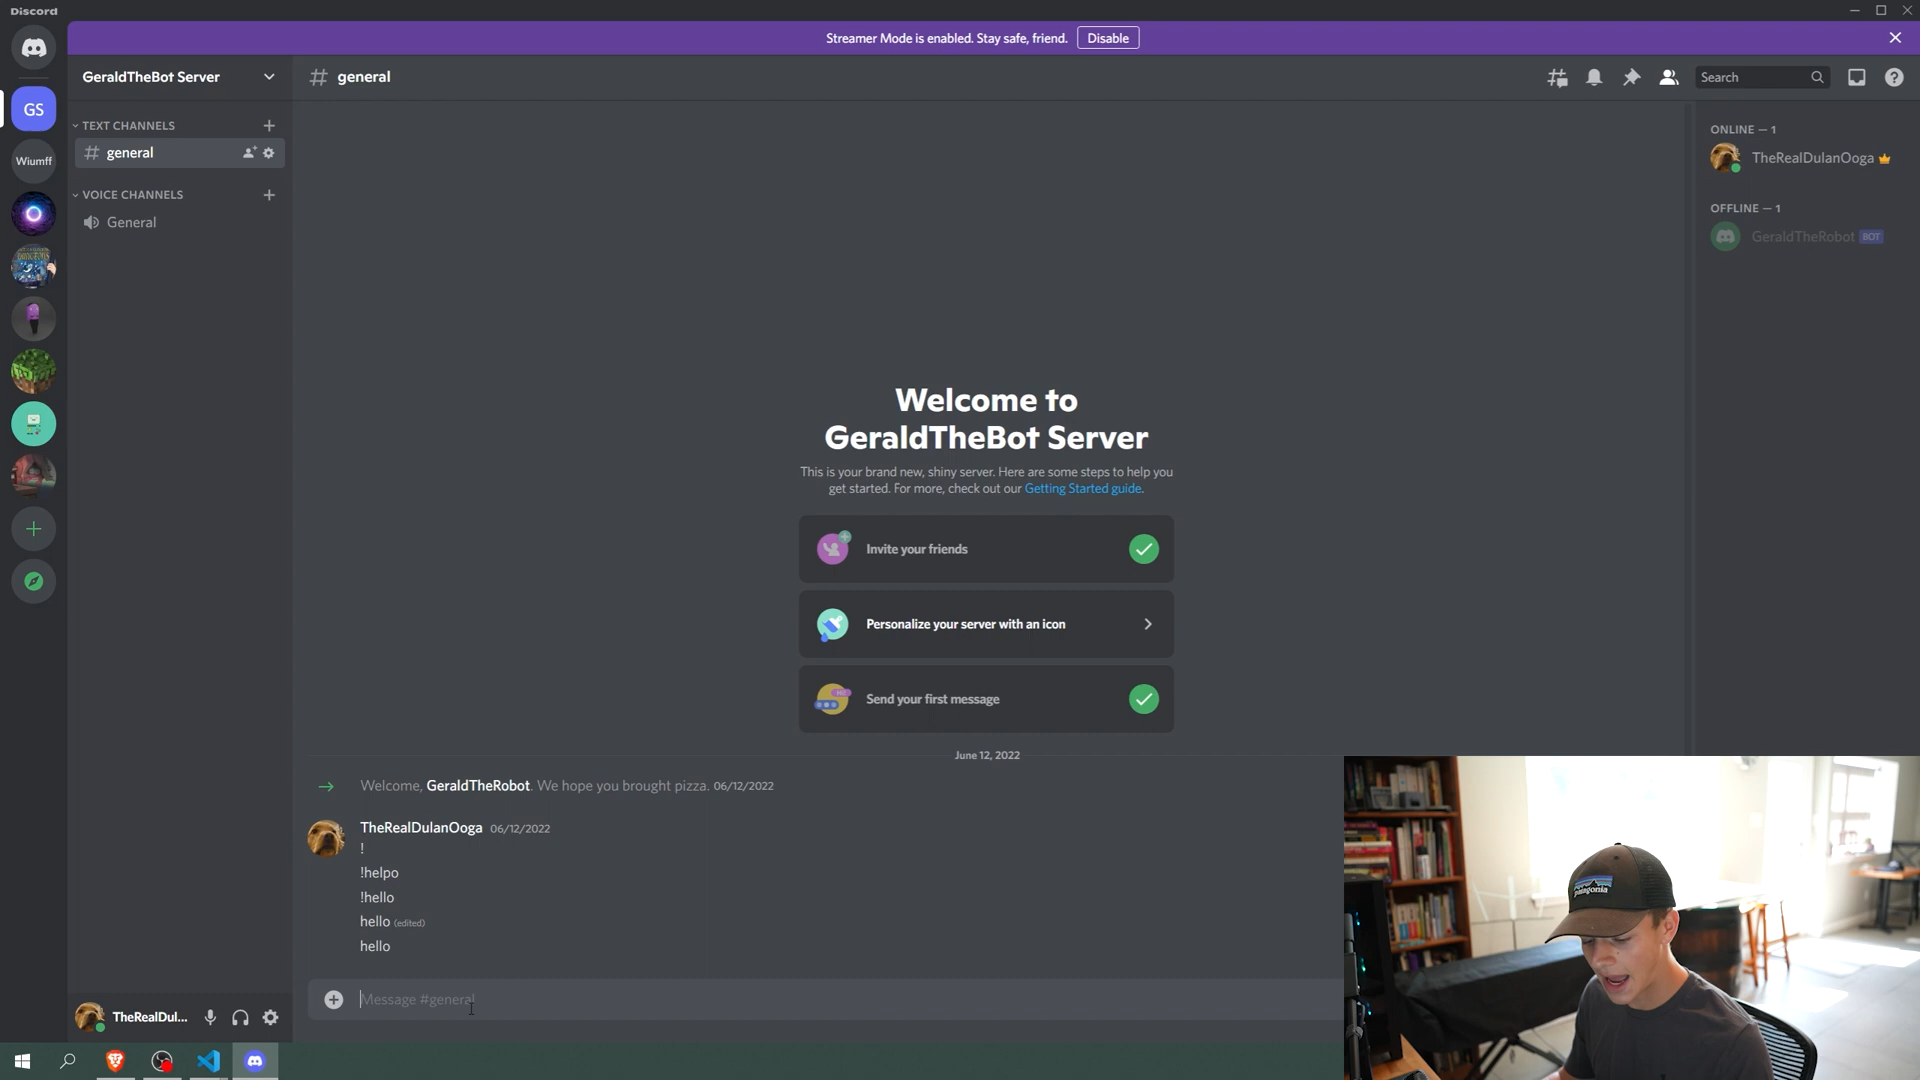 Discord
Streamer Mode is enabled. Stay safe, friend.
Disable
GeraldTheBot Server
general
Search
GS
TEXT CHANNELS
general
Wiumff
VOICE CHANNELS
General
ONLINE — 1
TheRealDulanOoga
OFFLINE — 1
GeraldTheRobot BOT
Welcome to
GeraldTheBot Server
This is your brand new, shiny server. Here are some steps to help you
get started. For more, check out our Getting Started guide.
Invite your friends
Personalize your server with an icon
Send your first message
June 12, 2022
Welcome, GeraldTheRobot. We hope you brought pizza. 06/12/2022
TheRealDulanOoga 06/12/2022
!
!helpo
!hello
hello (edited)
hello
Message #general
TheRealDul...
patagonia